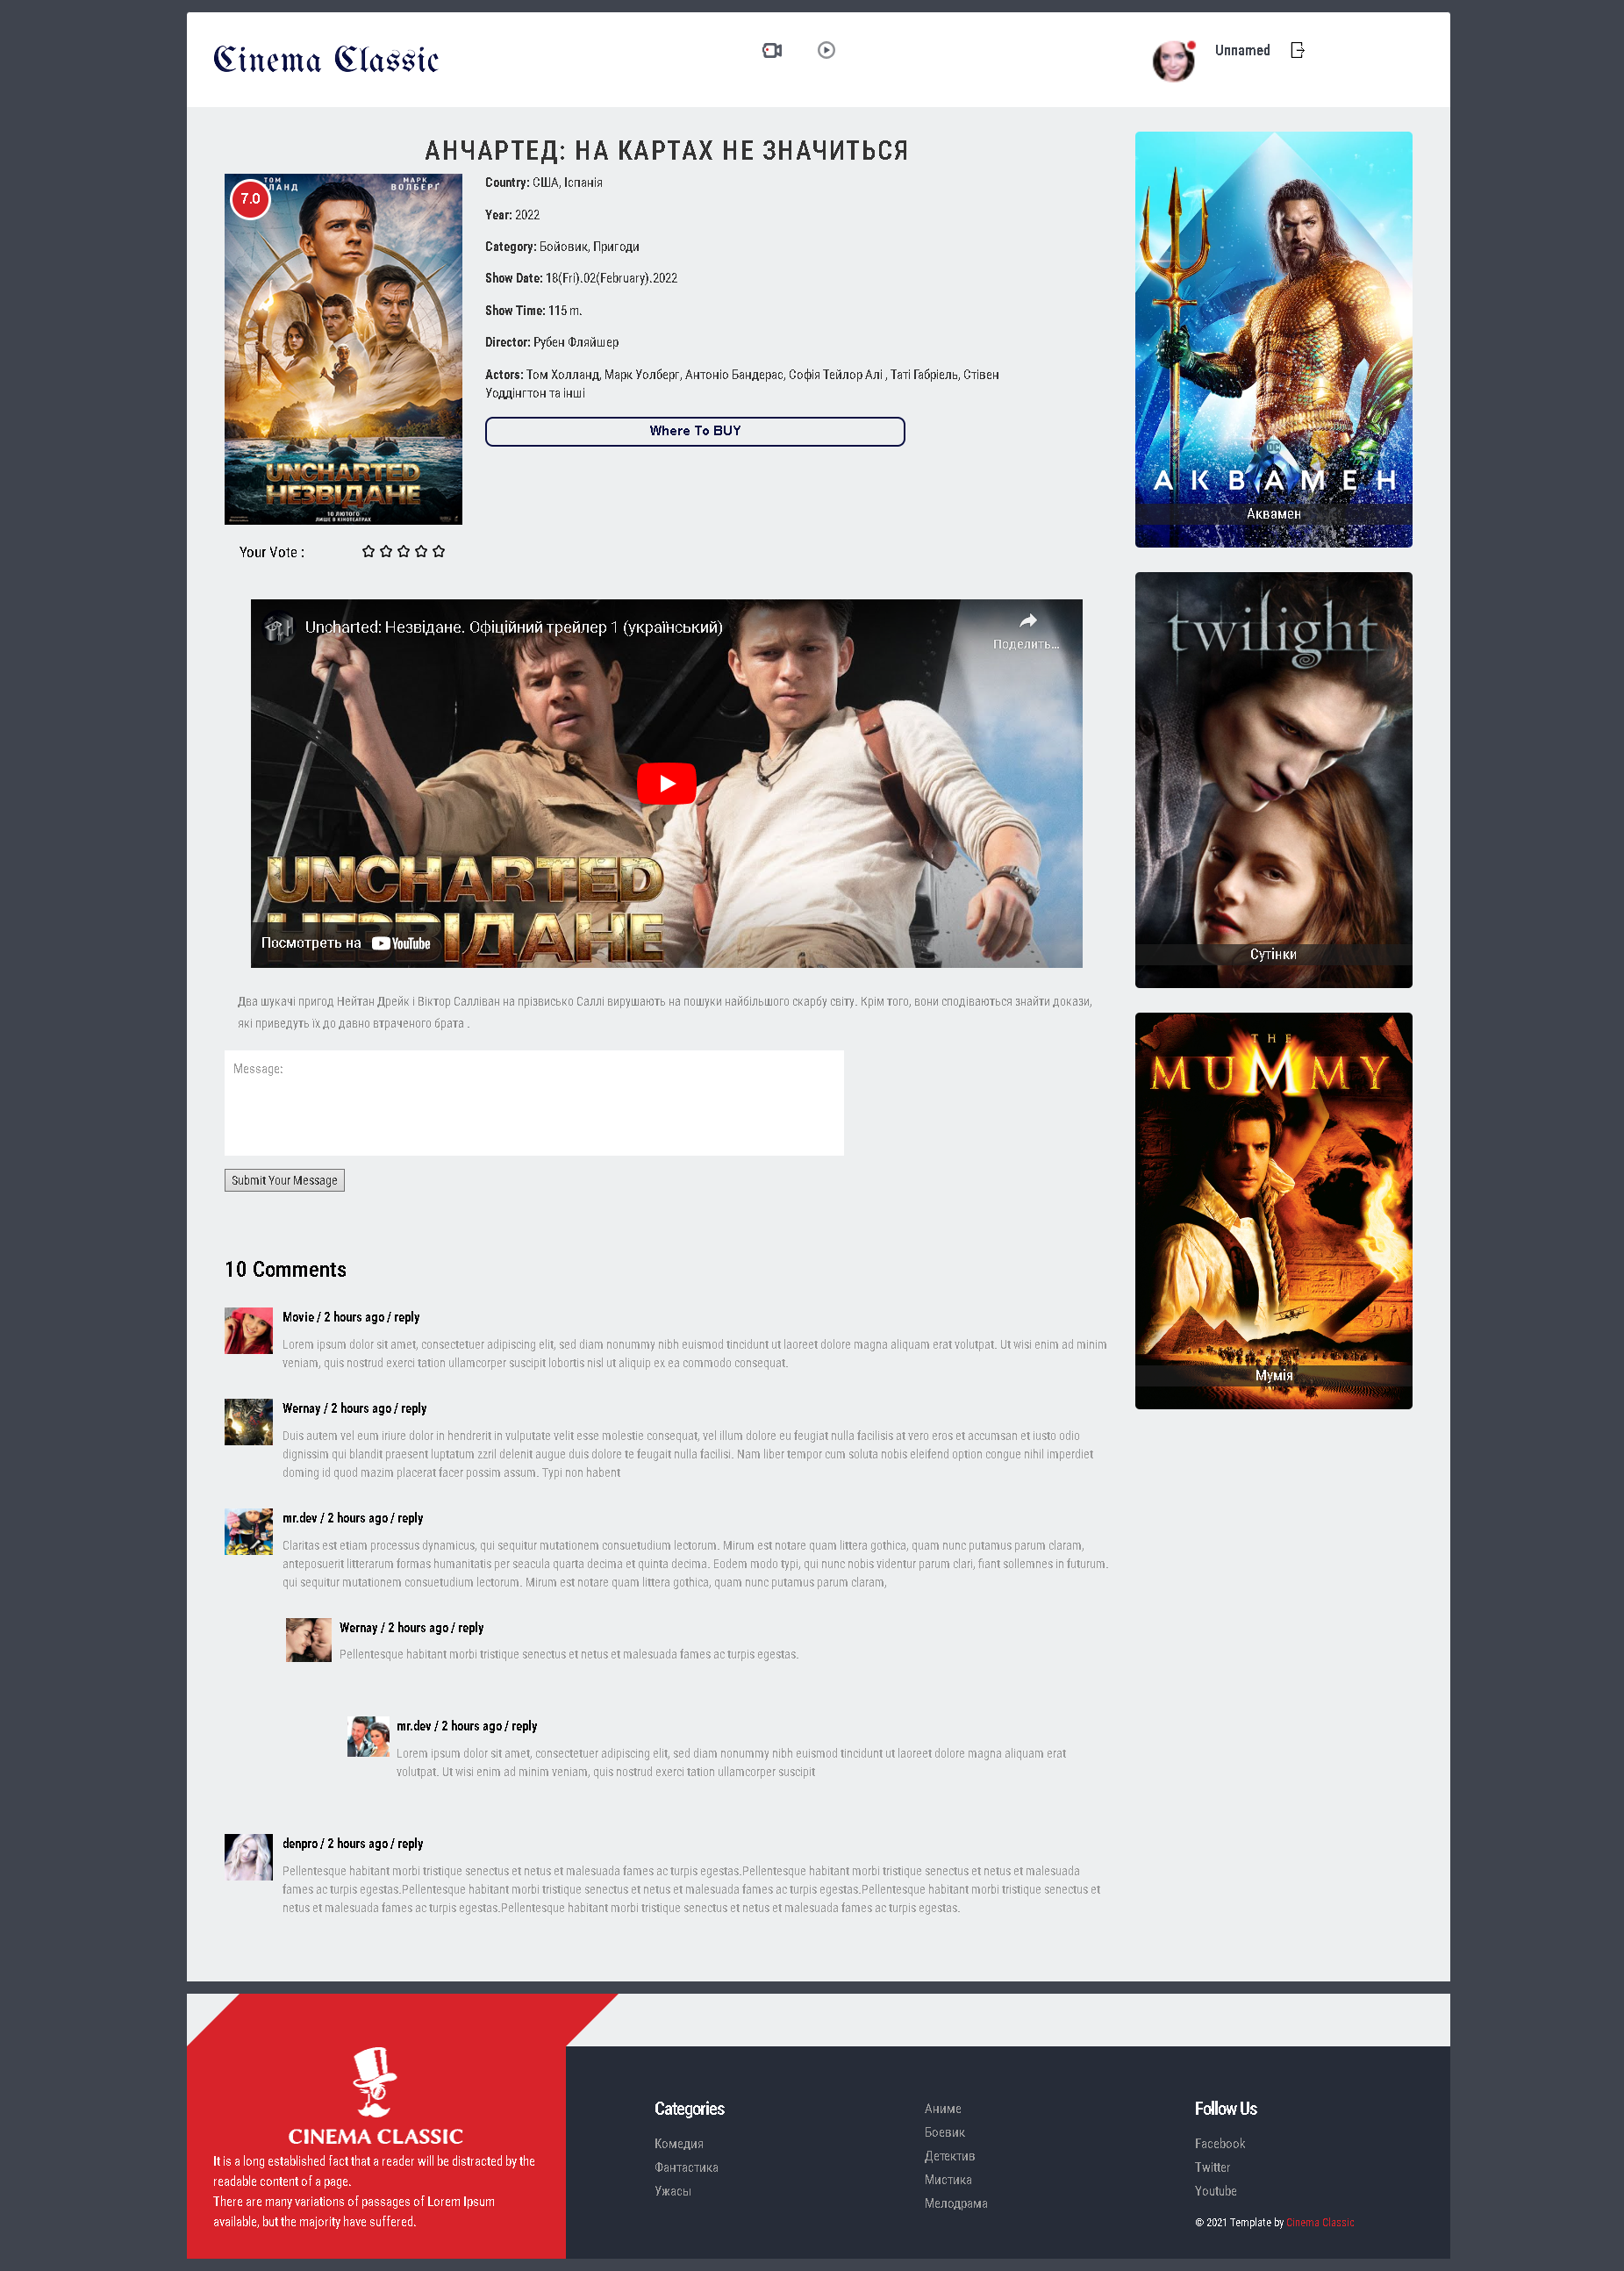 Cinema Classic
Unnamed
АНЧАРТЕД: НА КАРТАХ НЕ ЗНАЧИТЬСЯ
7.0
ТОМ
ЛАНД
МАРК
ВОЛБЕРГ
UNCHARTED
НЕЗВІДАНЕ
ЛИШЕ В КІНОТЕАТРАХ
Country: США, Іспанія
Year: 2022
Category: Бойовик, Пригоди
Show Date: 18(Fri).02(February).2022
Show Time: 115 m.
Director: Рубен Фляйшер
Actors: Том Холланд, Марк Уолберг, Антоніо Бандерас, Софія Тейлор Алі , Таті Габріель, Стівен
Уоддінгтон та інші
Where To BUY
Your Vote :
Uncharted: Незвідане. Офіційний трейлер 1 (український)
Поделить...
UNCHARTED
НЕЗВІДАНЕ
Посмотреть на YouTube
Два шукачі пригод Нейтан Дрейк і Віктор Салліван на прізвисько Саллі вирушають на пошуки найбільшого скарбу світу. Крім того, вони сподіваються знайти докази,
які приведуть їх до давно втраченого брата .
Message:
Submit Your Message
10 Comments
Movie / 2 hours ago / reply
Lorem ipsum dolor sit amet, consectetuer adipiscing elit, sed diam nonummy nibh euismod tincidunt ut laoreet dolore magna aliquam erat volutpat. Ut wisi enim ad minim
veniam, quis nostrud exerci tation ullamcorper suscipit lobortis nisl ut aliquip ex ea commodo consequat.
Wernay / 2 hours ago / reply
Duis autem vel eum iriure dolor in hendrerit in vulputate velit esse molestie consequat, vel illum dolore eu feugiat nulla facilisis at vero eros et accumsan et iusto odio
dignissim qui blandit praesent luptatum zzril delenit augue duis dolore te feugait nulla facilisi. Nam liber tempor cum soluta nobis eleifend option congue nihil imperdiet
doming id quod mazim placerat facer possim assum. Typi non habent
mr.dev / 2 hours ago / reply
Claritas est etiam processus dynamicus, qui sequitur mutationem consuetudium lectorum. Mirum est notare quam littera gothica, quam nunc putamus parum claram,
anteposuerit litterarum formas humanitatis per seacula quarta decima et quinta decima. Eodem modo typi, qui nunc nobis videntur parum clari, fiant sollemnes in futurum.
qui sequitur mutationem consuetudium lectorum. Mirum est notare quam littera gothica, quam nunc putamus parum claram,
Wernay / 2 hours ago / reply
Pellentesque habitant morbi tristique senectus et netus et malesuada fames ac turpis egestas.
mr.dev / 2 hours ago / reply
Lorem ipsum dolor sit amet, consectetuer adipiscing elit, sed diam nonummy nibh euismod tincidunt ut laoreet dolore magna aliquam erat
volutpat. Ut wisi enim ad minim veniam, quis nostrud exerci tation ullamcorper suscipit
denpro / 2 hours ago / reply
Pellentesque habitant morbi tristique senectus et netus et malesuada fames ac turpis egestas.Pellentesque habitant morbi tristique senectus et netus et malesuada
fames ac turpis egestas.Pellentesque habitant morbi tristique senectus et netus et malesuada fames ac turpis egestas.Pellentesque habitant morbi tristique senectus et
netus et malesuada fames ac turpis egestas.Pellentesque habitant morbi tristique senectus et netus et malesuada fames ac turpis egestas.
DC
АКВАМЕН
Аквамен
twilight
Сутінки
THE
MUMMY
Мумія
CINEMA CLASSIC
It is a long established fact that a reader will be distracted by the
readable content of a page.
There are many variations of passages of Lorem Ipsum
available, but the majority have suffered.
Categories
Комедия
Фантастика
Ужасы
Аниме
Боевик
Детектив
Мистика
Мелодрама
Follow Us
Facebook
Twitter
Youtube
© 2021 Template by Cinema Classic